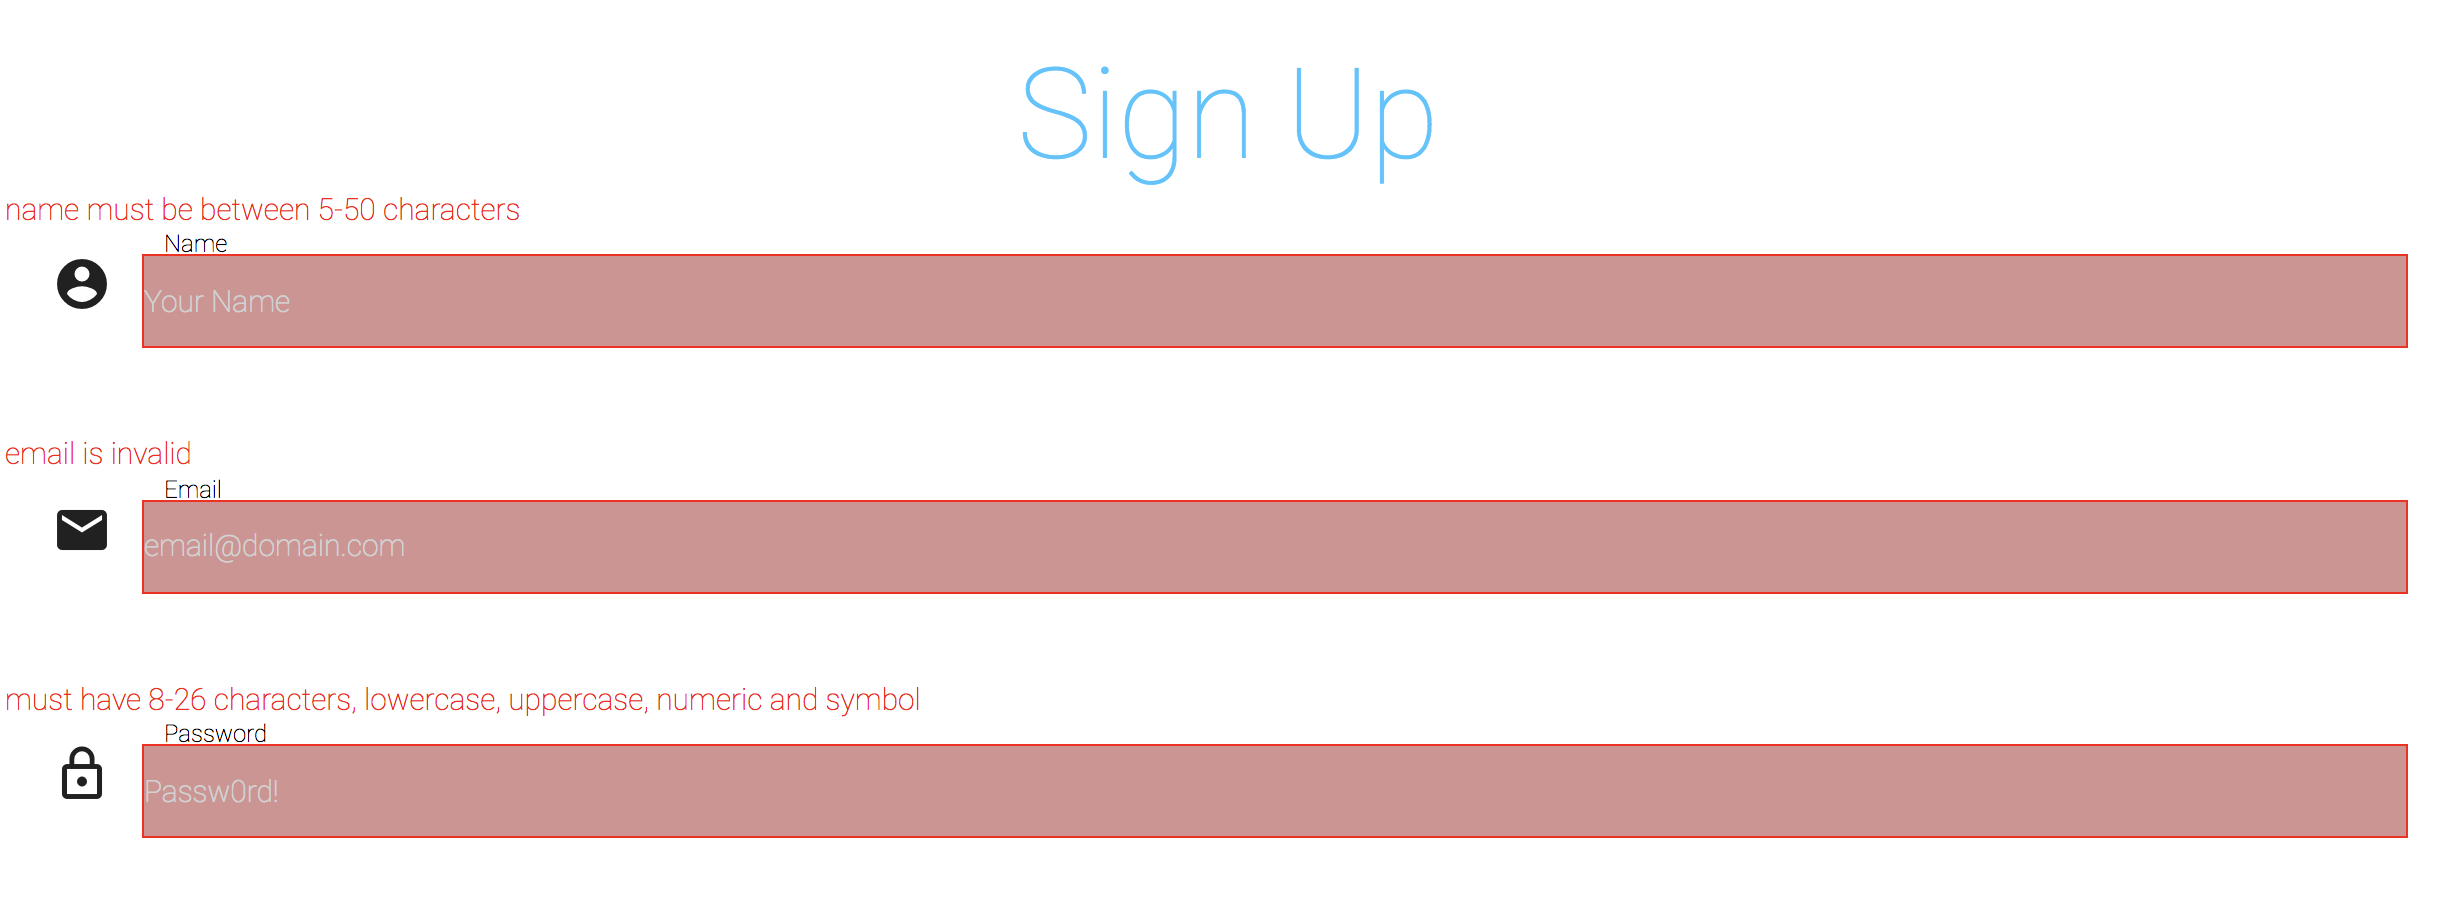 Sign Up
name must be between 5-50 characters
Name
Your Name
email is invalid
Email
email@domain.com
must have 8-26 characters, lowercase, uppercase, numeric and symbol
Password
Passw0rd!